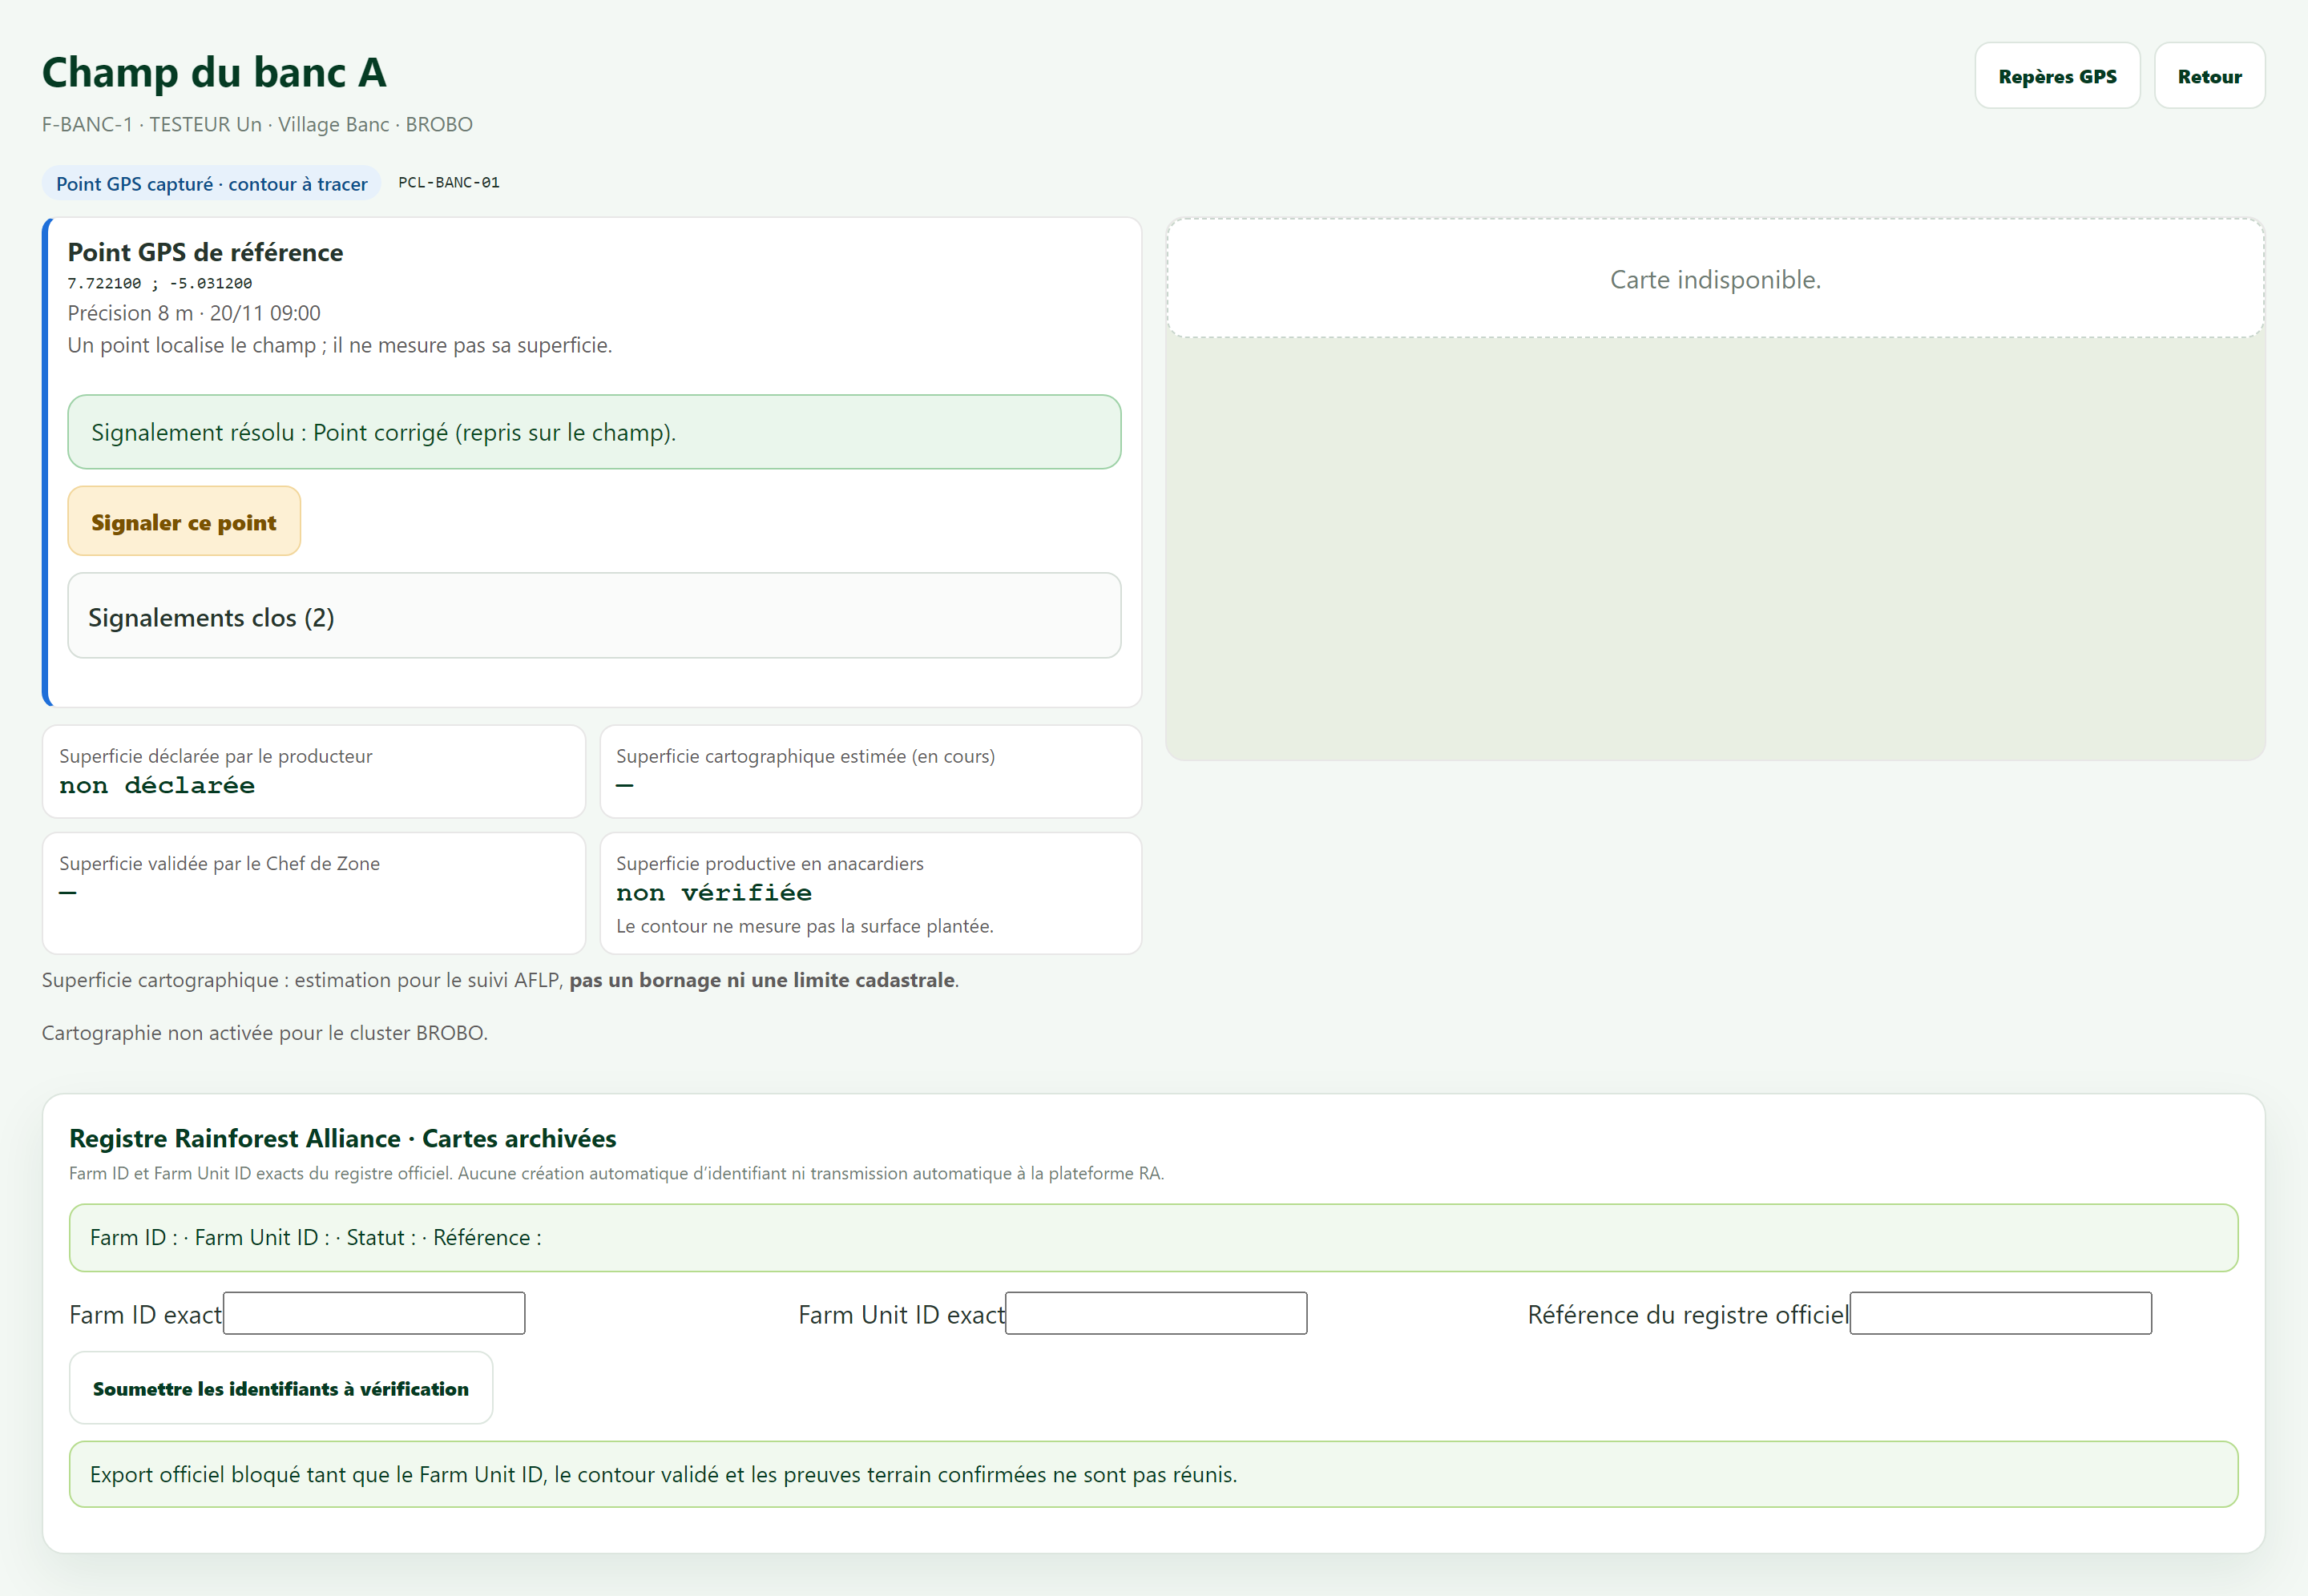 Champ du banc A
Repères GPS
Retour
F-BANC-1 · TESTEUR Un · Village Banc · BROBO
Point GPS capturé · contour à tracer
PCL-BANC-01
Point GPS de référence
7.722100 ; -5.031200
Précision 8 m · 20/11 09:00
Un point localise le champ ; il ne mesure pas sa superficie.
Signalement résolu : Point corrigé (repris sur le champ).
Signaler ce point
Signalements clos (2)
Carte indisponible.
Superficie déclarée par le producteur
non déclarée
Superficie cartographique estimée (en cours)
—
Superficie validée par le Chef de Zone
—
Superficie productive en anacardiers
non vérifiée
Le contour ne mesure pas la surface plantée.
Superficie cartographique : estimation pour le suivi AFLP, pas un bornage ni une limite cadastrale.
Cartographie non activée pour le cluster BROBO.
Registre Rainforest Alliance · Cartes archivées
Farm ID et Farm Unit ID exacts du registre officiel. Aucune création automatique d’identifiant ni transmission automatique à la plateforme RA.
Farm ID : · Farm Unit ID : · Statut : · Référence :
Farm ID exact
Farm Unit ID exact
Référence du registre officiel
Soumettre les identifiants à vérification
Export officiel bloqué tant que le Farm Unit ID, le contour validé et les preuves terrain confirmées ne sont pas réunis.